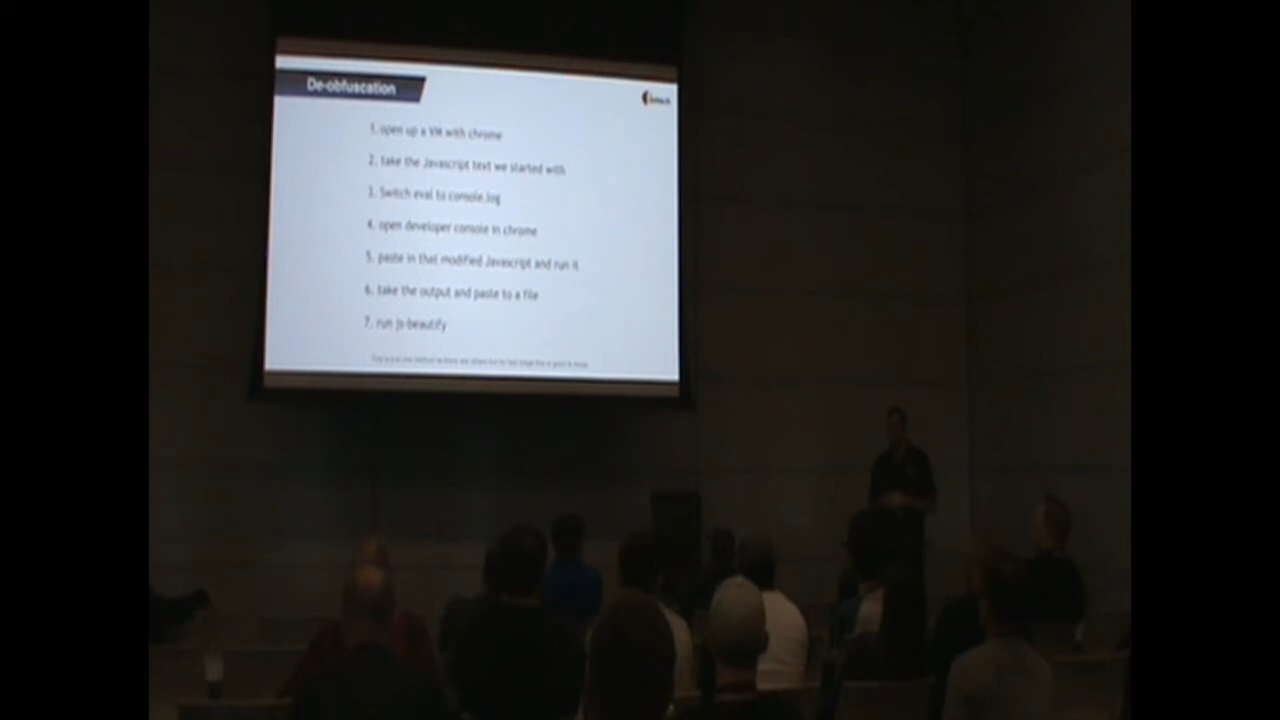 De-obfuscation
1. open up a VM with chrome
2. take the Javascript text we started with
3. Switch eval to console.log
4. open developer console in chrome
5. paste in that modified Javascript and run it
6. take the output and paste to a file
7. run js-beautify